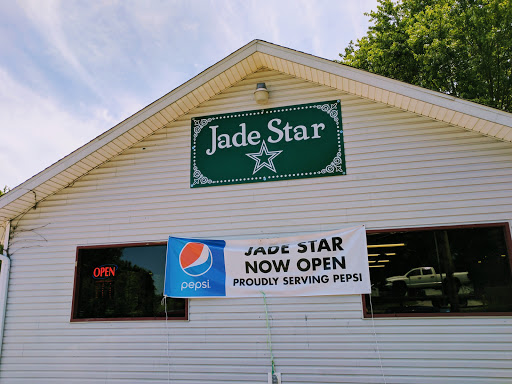 Jade Star
OPEN
pepsi
JADE STAR
NOW OPEN
PROUDLY SERVING PEPSI